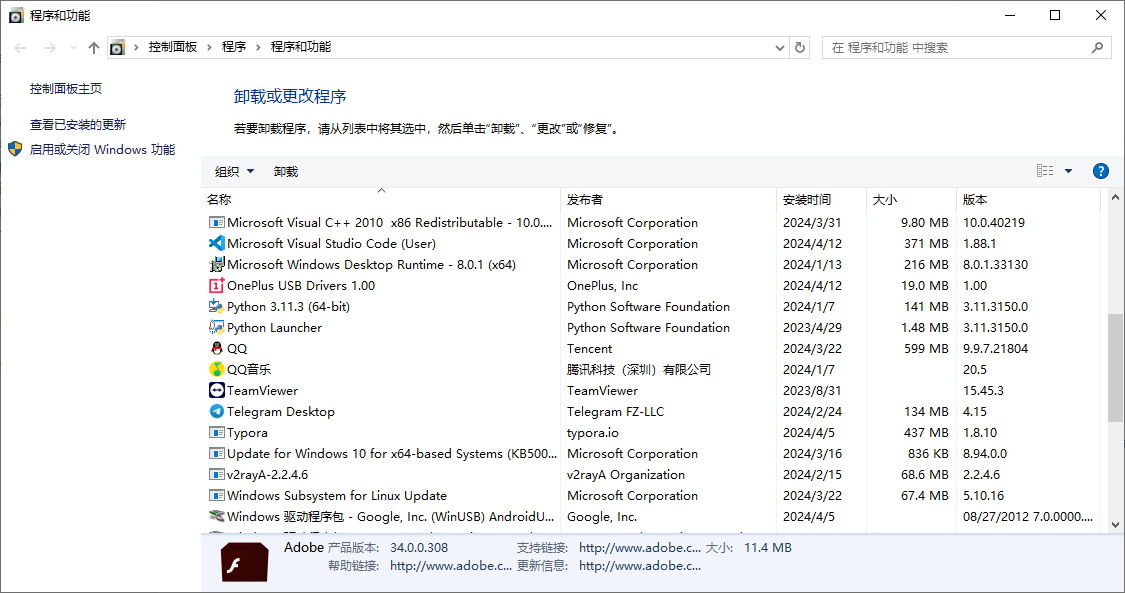 程序和功能
控制面板 › 程序 › 程序和功能
在 程序和功能 中搜索
控制面板主页
查看已安装的更新
启用或关闭 Windows 功能
卸载或更改程序
若要卸载程序，请从列表中将其选中，然后单击“卸载”、“更改”或“修复”。
组织 卸载
名称 发布者 安装时间 大小 版本
Microsoft Visual C++ 2010  x86 Redistributable - 10.0.... Microsoft Corporation 2024/3/31 9.80 MB 10.0.40219
Microsoft Visual Studio Code (User) Microsoft Corporation 2024/4/12 371 MB 1.88.1
Microsoft Windows Desktop Runtime - 8.0.1 (x64) Microsoft Corporation 2024/1/13 216 MB 8.0.1.33130
OnePlus USB Drivers 1.00 OnePlus, Inc 2024/4/12 19.0 MB 1.00
Python 3.11.3 (64-bit) Python Software Foundation 2024/1/7 141 MB 3.11.3150.0
Python Launcher Python Software Foundation 2023/4/29 1.48 MB 3.11.3150.0
QQ Tencent 2024/3/22 599 MB 9.9.7.21804
QQ音乐 腾讯科技（深圳）有限公司 2024/1/7 20.5
TeamViewer TeamViewer 2023/8/31 15.45.3
Telegram Desktop Telegram FZ-LLC 2024/2/24 134 MB 4.15
Typora typora.io 2024/4/5 437 MB 1.8.10
Update for Windows 10 for x64-based Systems (KB500... Microsoft Corporation 2024/3/16 836 KB 8.94.0.0
v2rayA-2.2.4.6 v2rayA Organization 2024/2/15 68.6 MB 2.2.4.6
Windows Subsystem for Linux Update Microsoft Corporation 2024/3/22 67.4 MB 5.10.16
Windows 驱动程序包 - Google, Inc. (WinUSB) AndroidU... Google, Inc. 2024/4/5 08/27/2012 7.0.0000....
Adobe 产品版本: 34.0.0.308 支持链接: http://www.adobe.c... 大小: 11.4 MB
帮助链接: http://www.adobe.c... 更新信息: http://www.adobe.c...